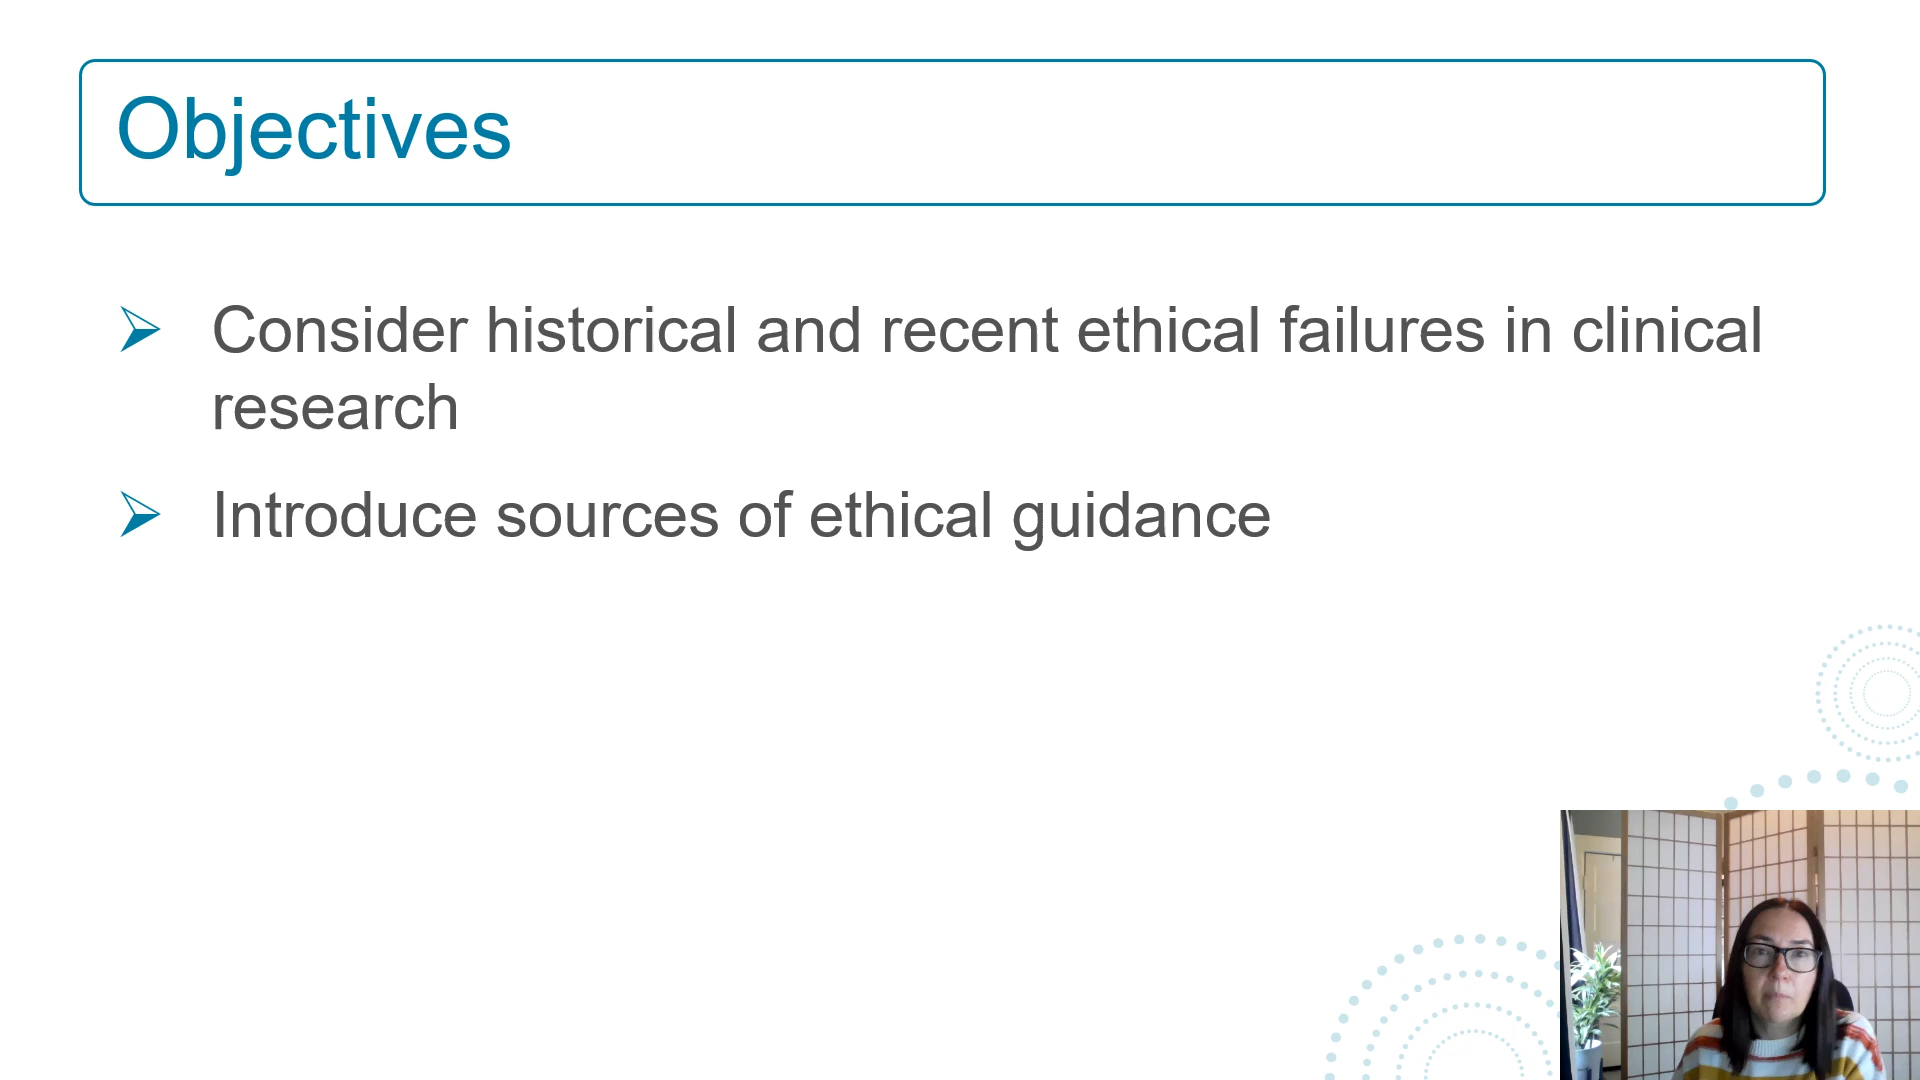 Objectives
Consider historical and recent ethical failures in clinical
research
Introduce sources of ethical guidance